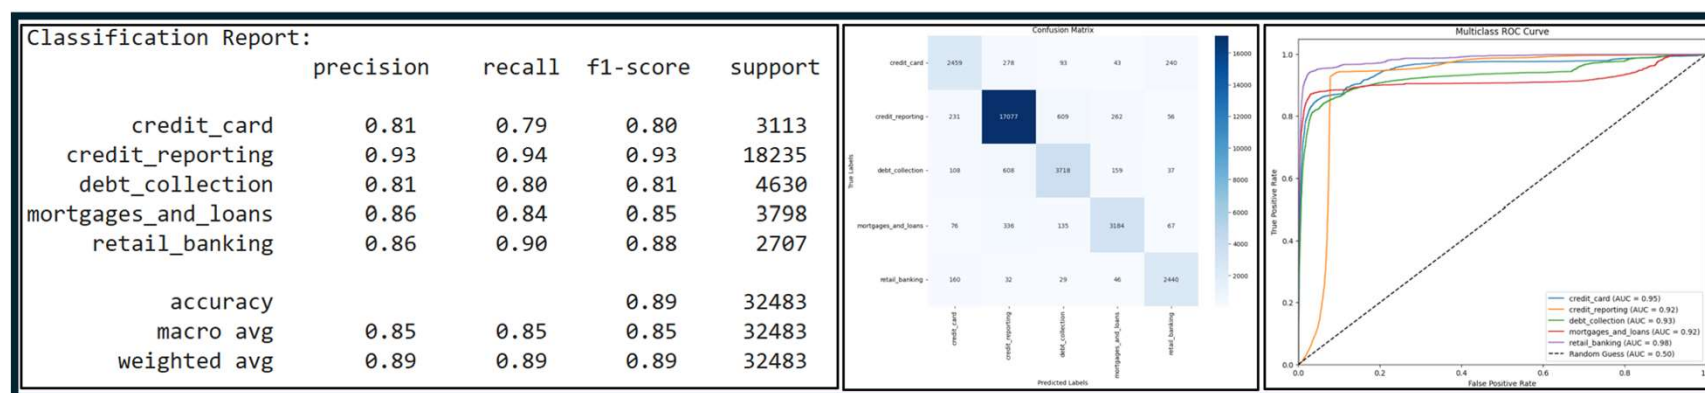 Classification Report:
precision recall f1-score support
credit_card 0.81 0.79 0.80 3113
credit_reporting 0.93 0.94 0.93 18235
debt_collection 0.81 0.80 0.81 4630
mortgages_and_loans 0.86 0.84 0.85 3798
retail_banking 0.86 0.90 0.88 2707
accuracy 0.89 32483
macro avg 0.85 0.85 0.85 32483
weighted avg 0.89 0.89 0.89 32483
Confusion Matrix
True Labels
credit_card 2459 278 93 43 240
credit_reporting 231 17077 609 262 56
debt_collection 108 608 3718 159 37
mortgages_and_loans 76 336 135 3184 67
retail_banking 160 32 29 46 2440
credit_card credit_reporting debt_collection mortgages_and_loans retail_banking
Predicted Labels
16000
14000
12000
10000
8000
6000
4000
2000
Multiclass ROC Curve
True Positive Rate
1.0
0.8
0.6
0.4
0.2
0.0
credit_card (AUC = 0.95)
credit_reporting (AUC = 0.92)
debt_collection (AUC = 0.93)
mortgages_and_loans (AUC = 0.92)
retail_banking (AUC = 0.98)
Random Guess (AUC = 0.50)
0.0 0.2 0.4 0.6 0.8
False Positive Rate